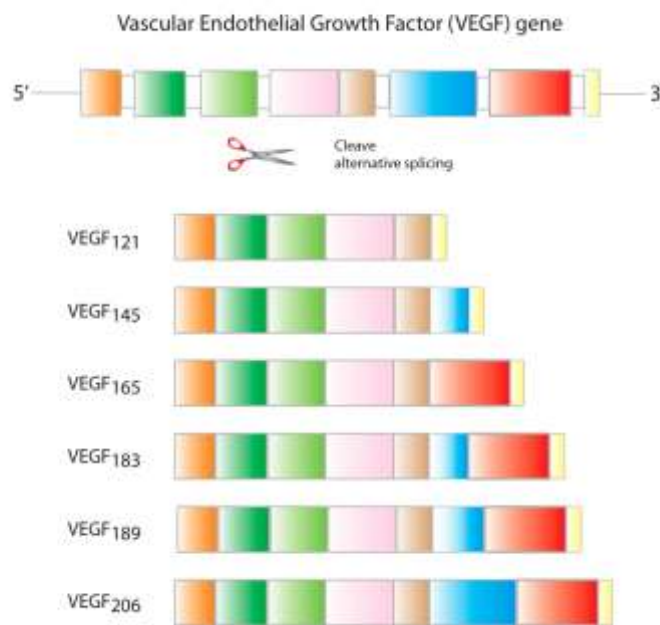 Vascular Endothelial Growth Factor (VEGF) gene
5' 3
Cleave
alternative splicing
VEGF121
VEGF145
VEGF165
VEGF183
VEGF189
VEGF206